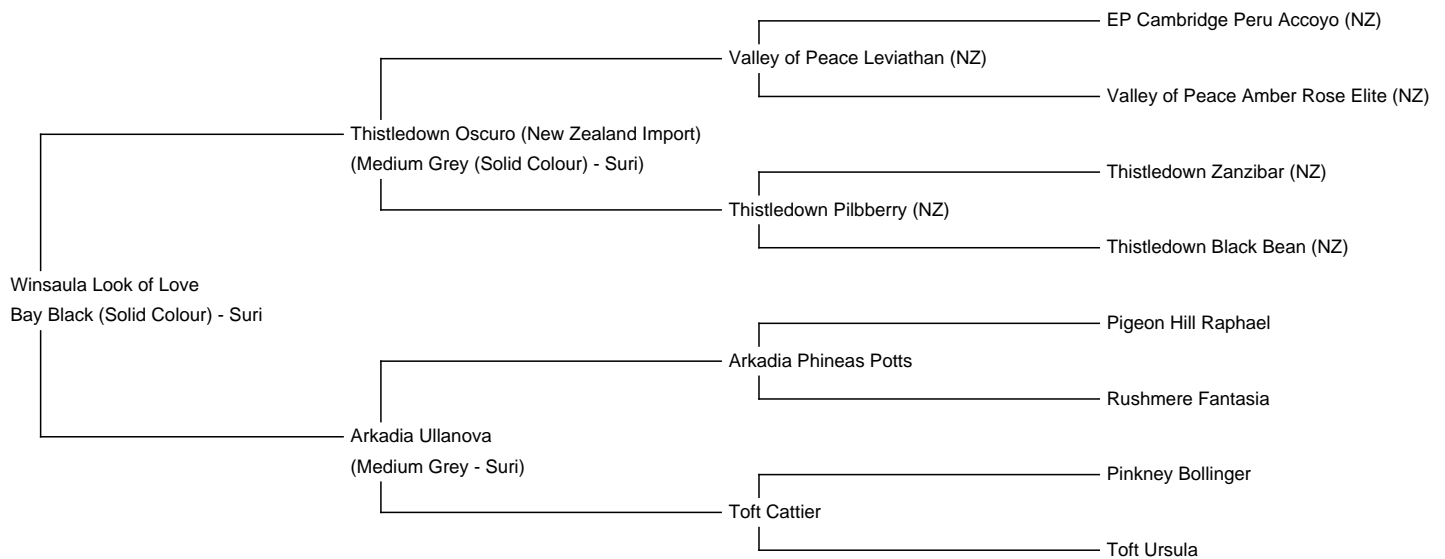 EP Cambridge Peru Accoyo (NZ)
Valley of Peace Leviathan (NZ)
Valley of Peace Amber Rose Elite (NZ)
Thistledown Oscuro (New Zealand Import)
(Medium Grey (Solid Colour) - Suri)
Thistledown Zanzibar (NZ)
Thistledown Pilbberry (NZ)
Thistledown Black Bean (NZ)
Winsaula Look of Love
Bay Black (Solid Colour) - Suri
Pigeon Hill Raphael
Arkadia Phineas Potts
Rushmere Fantasia
Arkadia Ullanova
(Medium Grey - Suri)
Pinkney Bollinger
Toft Cattier
Toft Ursula